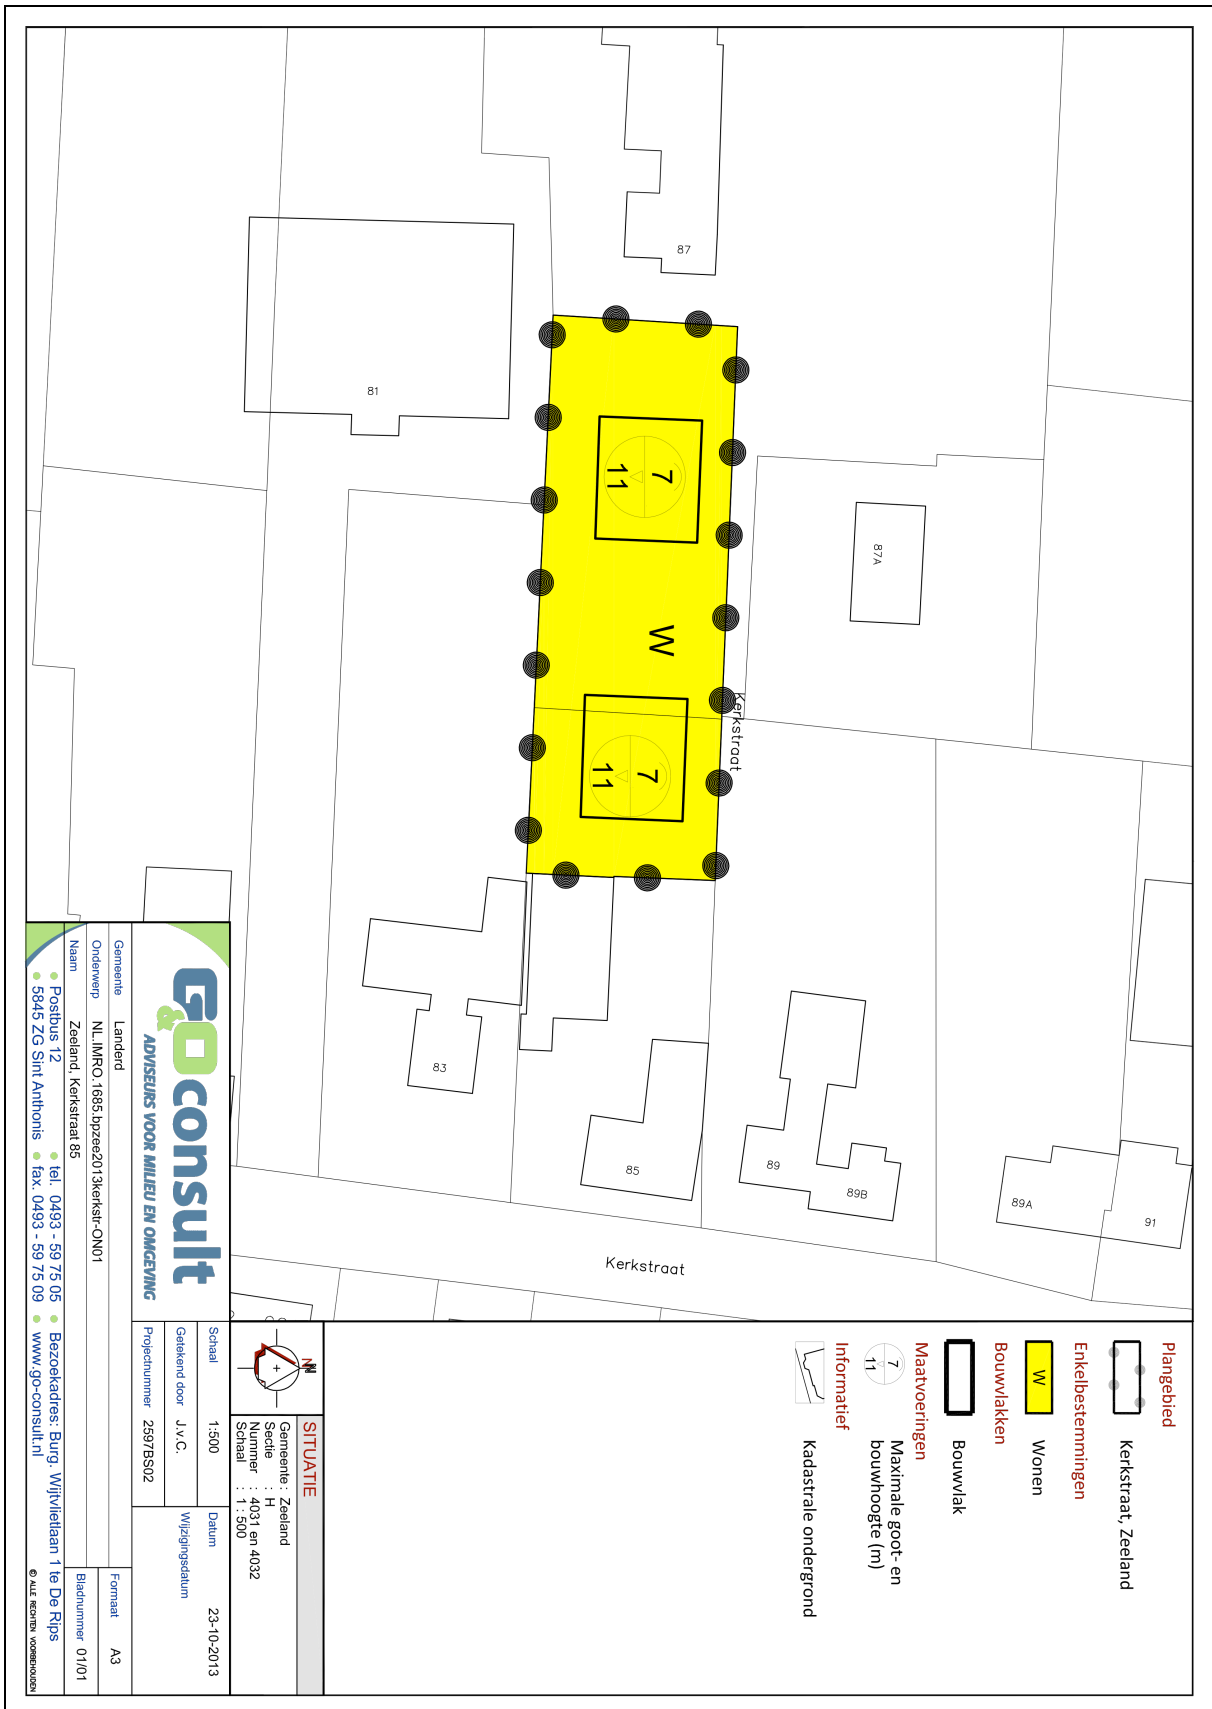 87
81
7
11
87A
W
Kerkstraat
7
11
83
85
89
89B
89A
91
Kerkstraat
Plangebied
Kerkstraat, Zeeland
Enkelbestemmingen
W
Wonen
Bouwvlakken
Bouwvlak
Maatvoeringen
7
11
Maximale goot- en
bouwhoogte (m)
Informatief
Kadastrale ondergrond
SITUATIE
Gemeente : Zeeland
Sectie : H
Nummer : 4031 en 4032
Schaal : 1 : 500
G&O consult
ADVISEURS VOOR MILIEU EN OMGEVING
Schaal 1:500
Datum 23-10-2013
Getekend door J.v.C.
Wijzigingsdatum
Projectnummer 2597BS02
Gemeente Landerd
Formaat A3
Onderwerp NL.IMRO.1685.bpzee2013kerkstr-ON01
Naam Zeeland, Kerkstraat 85
Bladnummer 01/01
Postbus 12 tel. 0493 - 59 75 05 Bezoekadres: Burg. Wijtvlietlaan 1 te De Rips
5845 ZG Sint Anthonis fax. 0493 - 59 75 09 www.go-consult.nl
© ALLE RECHTEN VOORBEHOUDEN